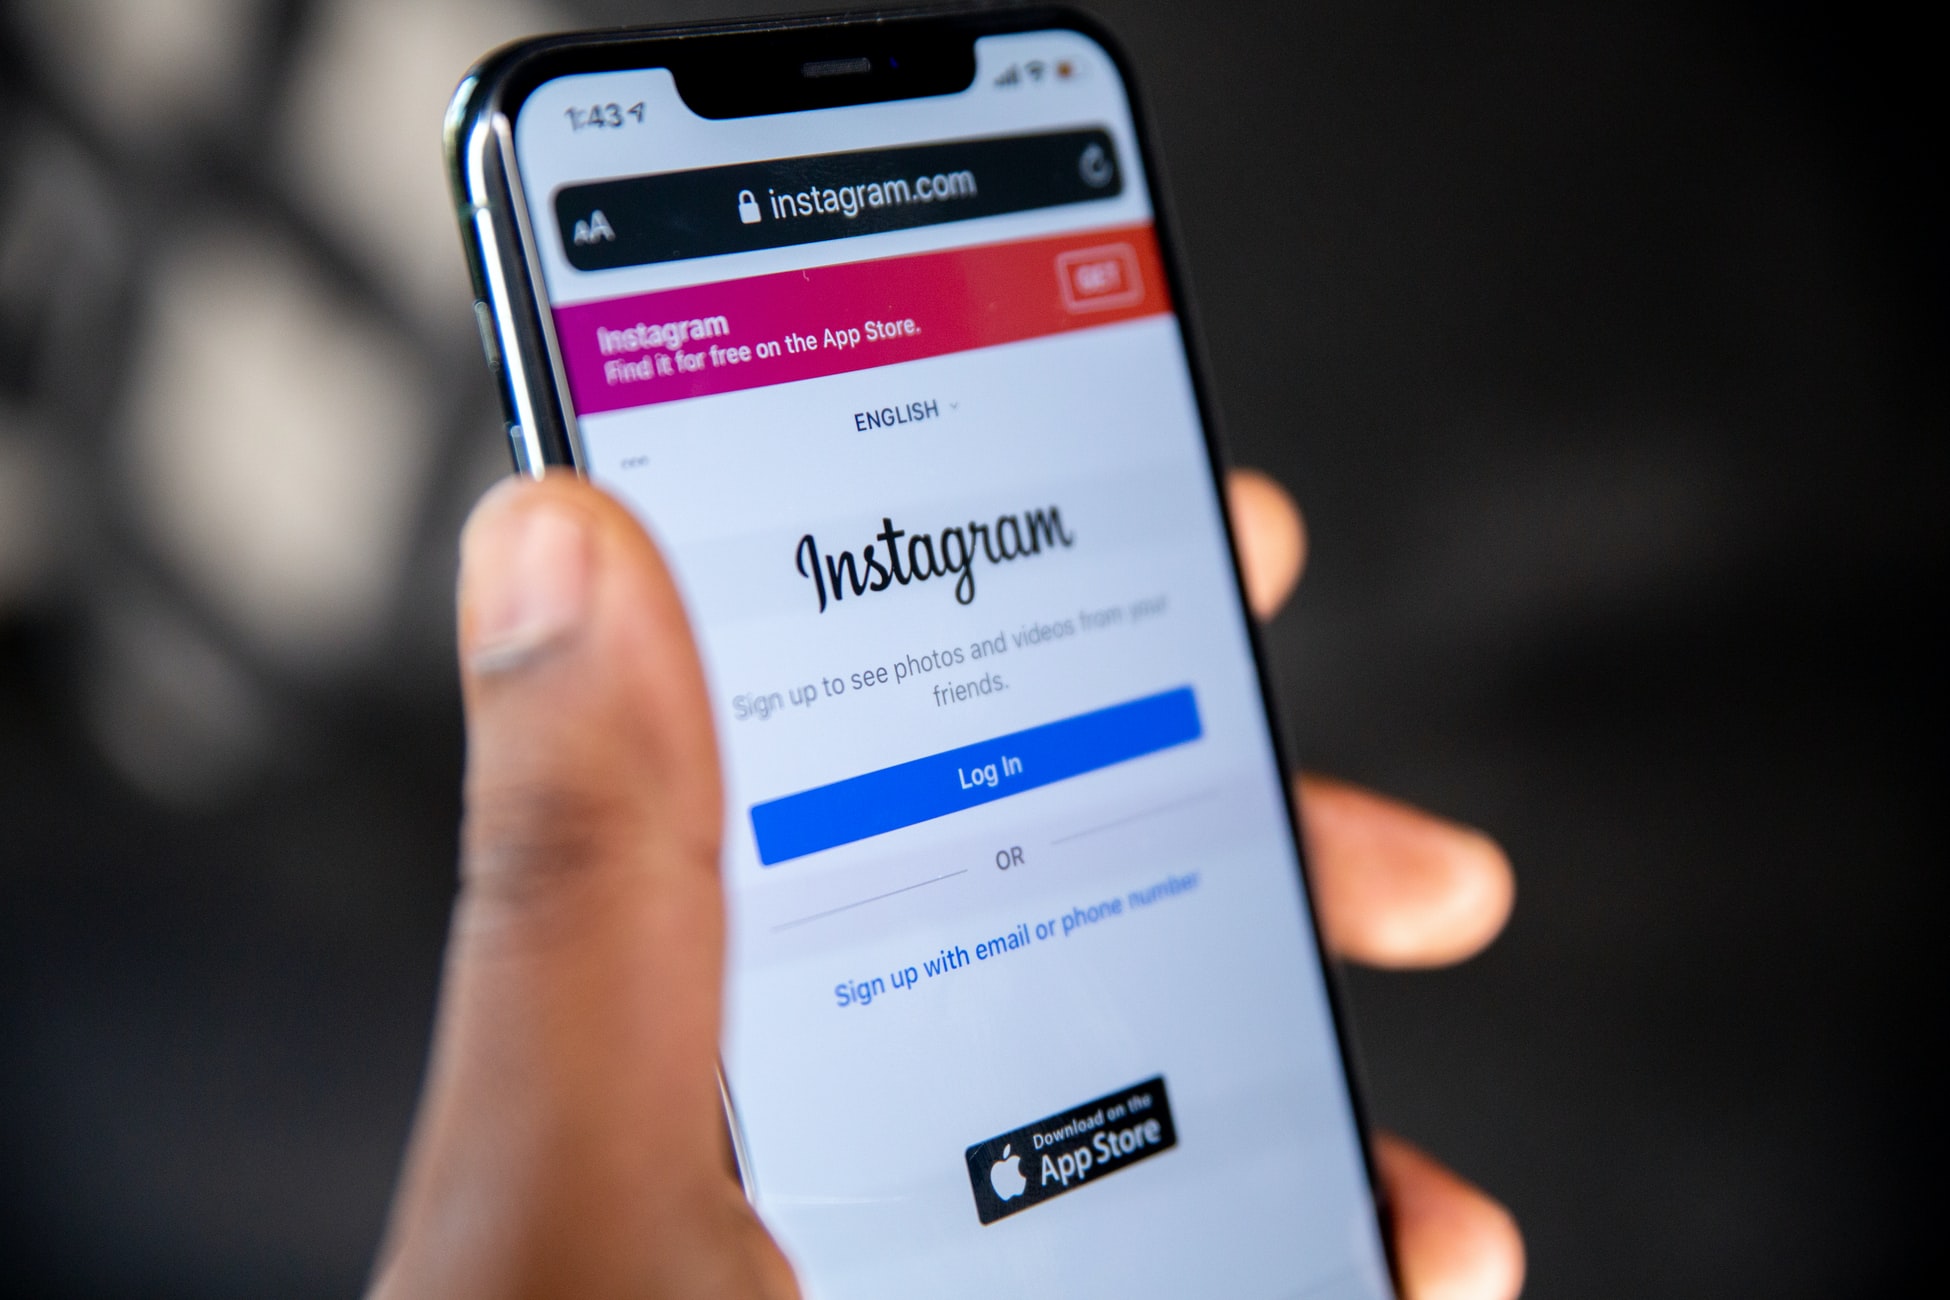 1:43
AA instagram.com
Instagram
Find it for free on the App Store.
GET
ENGLISH
Instagram
Sign up to see photos and videos from your
friends.
Log In
OR
Sign up with email or phone number
Download on the
App Store